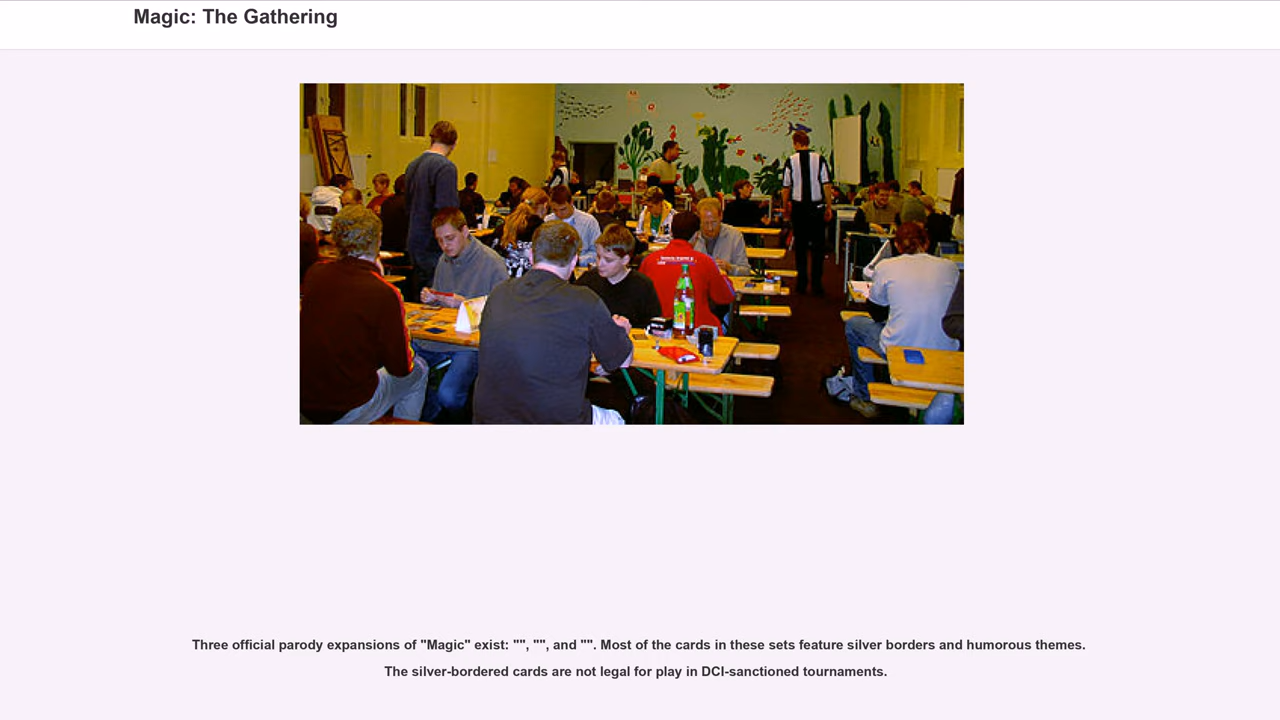 Magic: The Gathering
Three official parody expansions of "Magic" exist: "", "", and "". Most of the cards in these sets feature silver borders and humorous themes.
The silver-bordered cards are not legal for play in DCI-sanctioned tournaments.